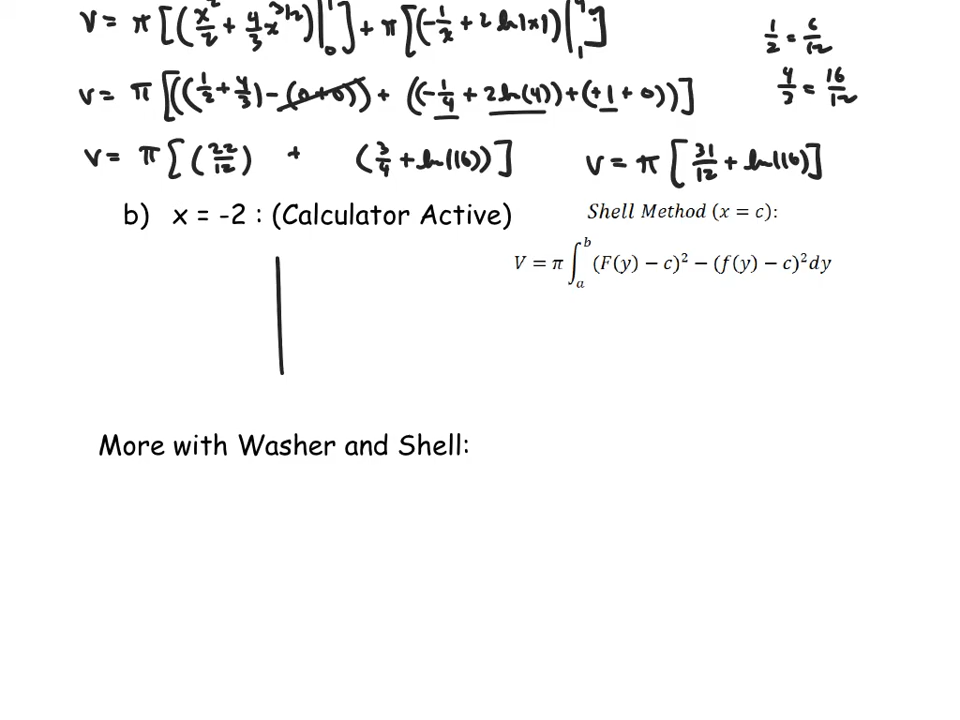 V = π[(x²/2 + 4/3 x^3/2)|₀¹] + π[(-1/x + 2 ln|x|)|₁⁴]
1/2 = 6/12
V = π[((1/2 + 4/3) - (0+0)) + ((-1/4 + 2ln(4)) + (+1 + 0))]
4/3 = 16/12
V = π[(22/12) + (3/4 + ln(16))]
V = π[31/12 + ln(16)]
b) x = -2 : (Calculator Active)
Shell Method (x = c):
V = π ∫ₐᵇ (F(y) − c)² − (f(y) − c)² dy
More with Washer and Shell: